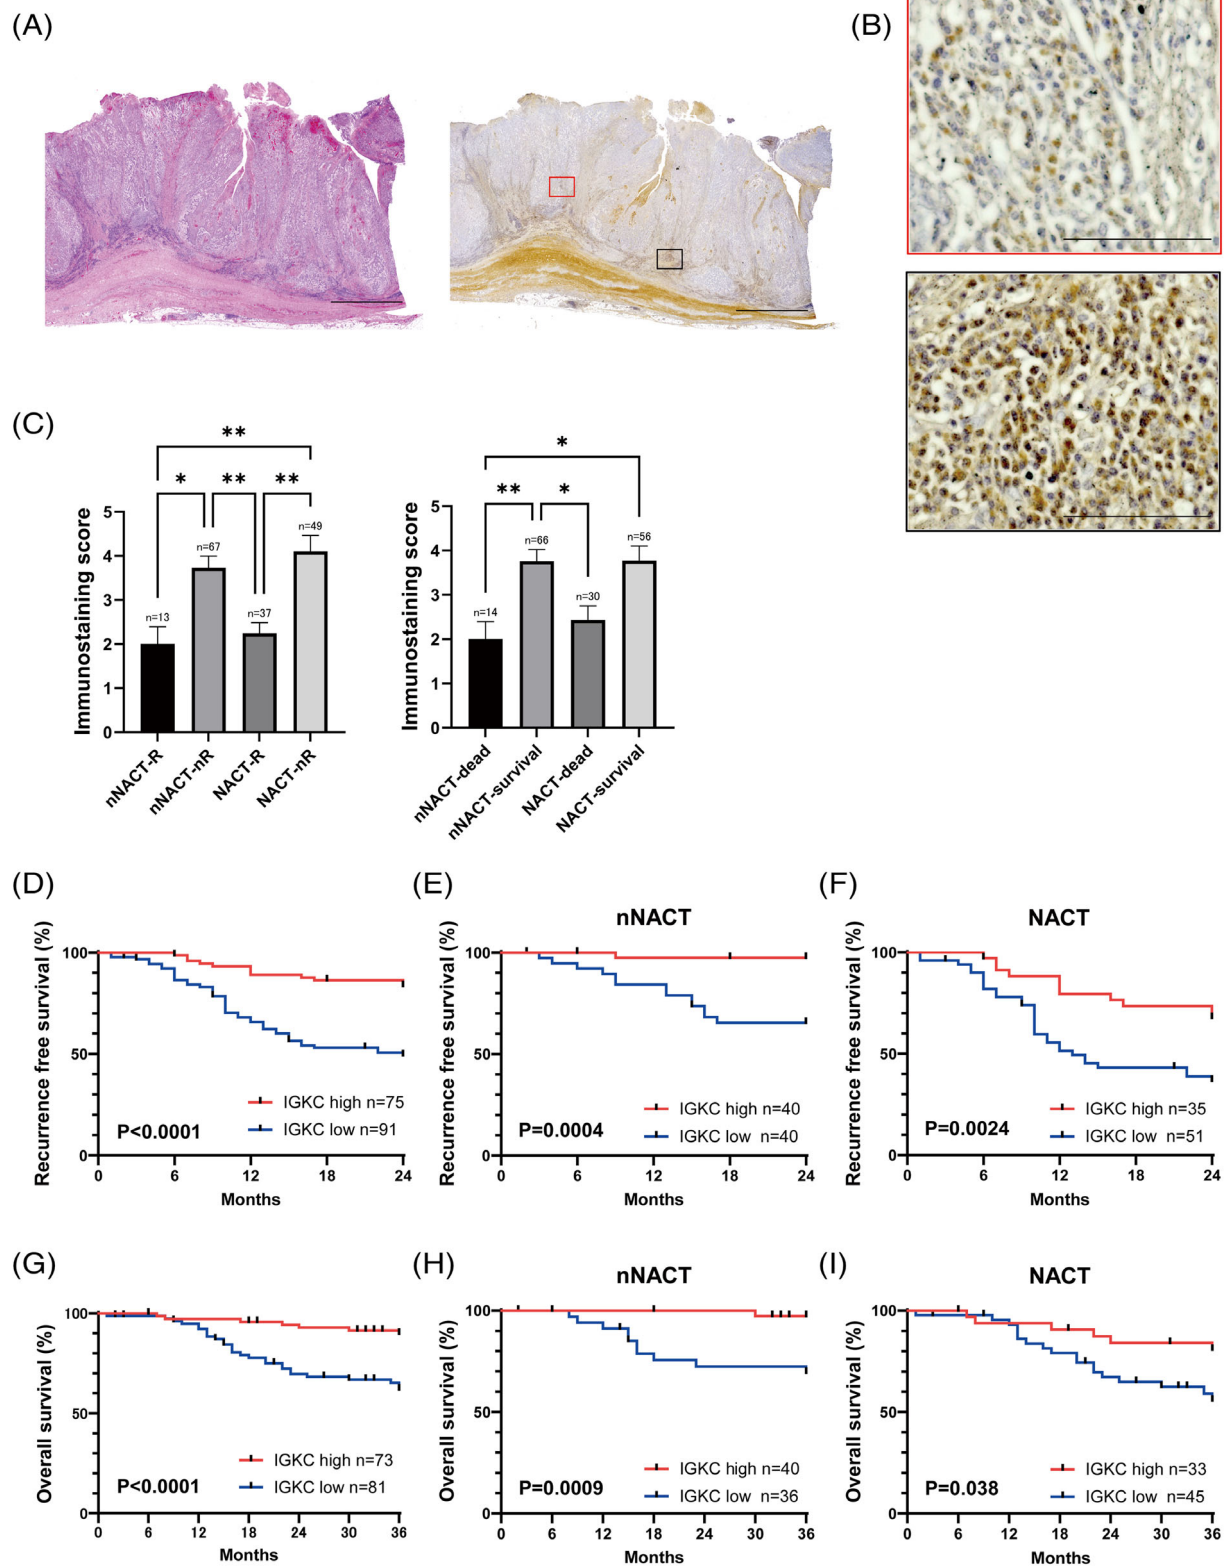 (A)
(B)
(C)
Immunostaining score
5
4
3
2
1
0
**
* ** **
n=13
n=67
n=37
n=49
nNACT-R
nNACT-nR
NACT-R
NACT-nR
Immunostaining score
5
4
3
2
1
0
*
** *
n=14
n=66
n=30
n=56
nNACT-dead
nNACT-survival
NACT-dead
NACT-survival
(D)
Recurrence free survival (%)
100
50
0
IGKC high n=75
IGKC low n=91
P<0.0001
0 6 12 18 24
Months
(E)
nNACT
Recurrence free survival (%)
100
50
0
IGKC high n=40
IGKC low n=40
P=0.0004
0 6 12 18 24
Months
(F)
NACT
Recurrence free survival (%)
100
50
0
IGKC high n=35
IGKC low n=51
P=0.0024
0 6 12 18 24
Months
(G)
Overall survival (%)
100
50
0
IGKC high n=73
IGKC low n=81
P<0.0001
0 6 12 18 24 30 36
Months
(H)
nNACT
Overall survival (%)
100
50
0
IGKC high n=40
IGKC low n=36
P=0.0009
0 6 12 18 24 30 36
Months
(I)
NACT
Overall survival (%)
100
50
0
IGKC high n=33
IGKC low n=45
P=0.038
0 6 12 18 24 30 36
Months